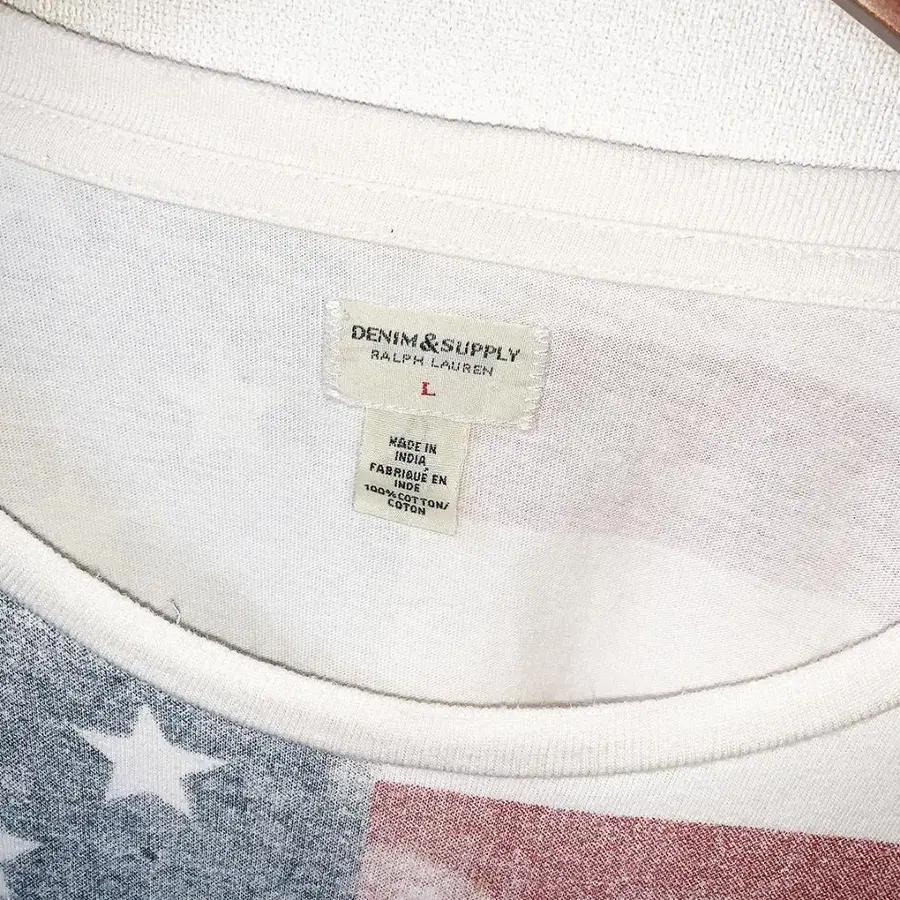 DENIM&SUPPLY
RALPH LAUREN
L
MADE IN
INDIA
FABRIQUÉ EN
INDE
100%COTTON/
COTON